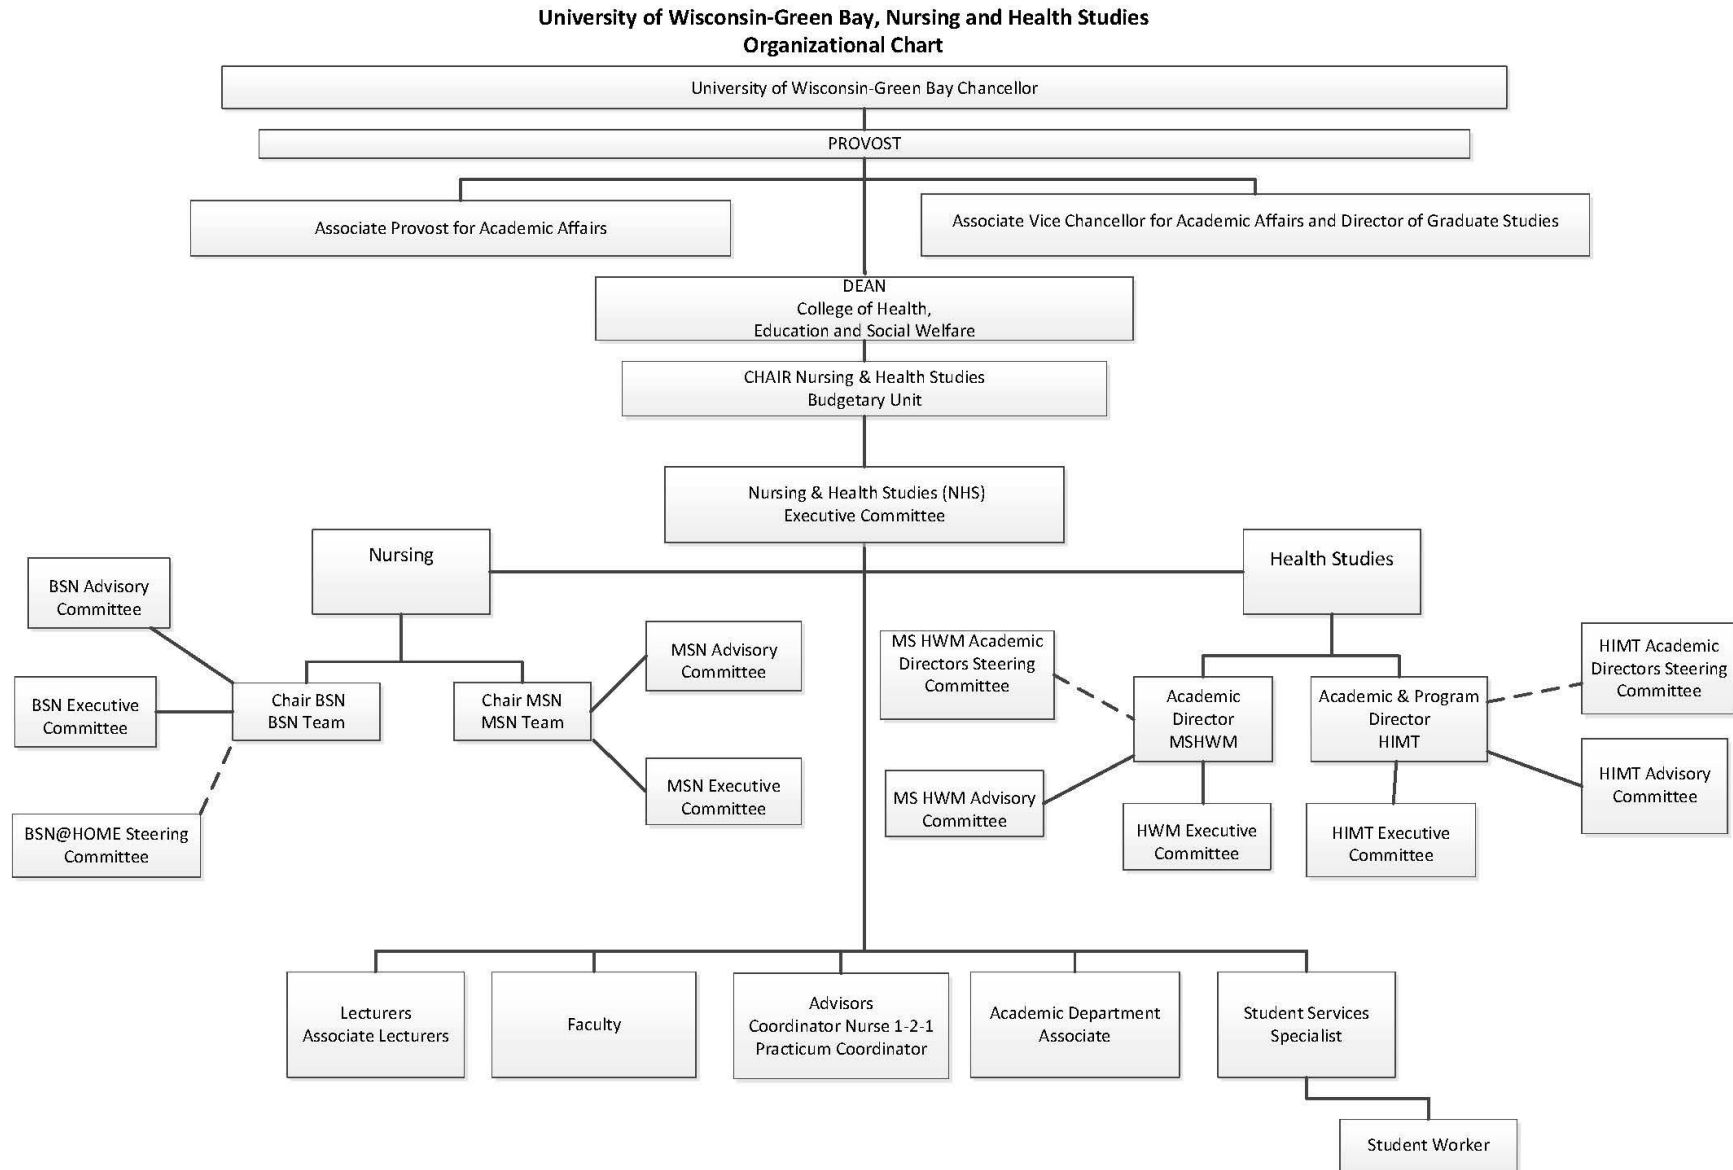 University of Wisconsin-Green Bay, Nursing and Health Studies
Organizational Chart
University of Wisconsin-Green Bay Chancellor
PROVOST
Associate Provost for Academic Affairs
Associate Vice Chancellor for Academic Affairs and Director of Graduate Studies
DEAN
College of Health,
Education and Social Welfare
CHAIR Nursing & Health Studies
Budgetary Unit
Nursing & Health Studies (NHS)
Executive Committee
Nursing
Health Studies
BSN Advisory
Committee
BSN Executive
Committee
BSN@HOME Steering
Committee
Chair BSN
BSN Team
Chair MSN
MSN Team
MSN Advisory
Committee
MSN Executive
Committee
MS HWM Academic
Directors Steering
Committee
MS HWM Advisory
Committee
Academic
Director
MSHWM
HWM Executive
Committee
Academic & Program
Director
HIMT
HIMT Executive
Committee
HIMT Academic
Directors Steering
Committee
HIMT Advisory
Committee
Lecturers
Associate Lecturers
Faculty
Advisors
Coordinator Nurse 1-2-1
Practicum Coordinator
Academic Department
Associate
Student Services
Specialist
Student Worker